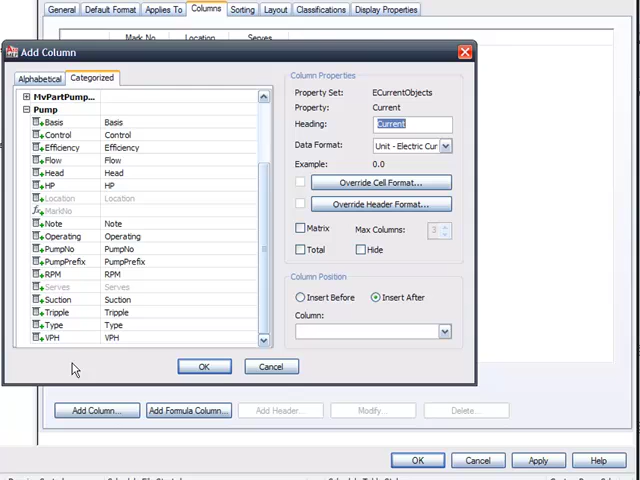 General Default Format Applies To Columns Sorting Layout Classifications Display Properties
Mark No Location Serves
Add Column
Alphabetical Categorized
MvPartPump...
Pump
Basis Basis
Control Control
Efficiency Efficiency
Flow Flow
Head Head
HP HP
Location Location
MarkNo
Note Note
Operating Operating
PumpNo PumpNo
PumpPrefix PumpPrefix
RPM RPM
Serves Serves
Suction Suction
Tripple Tripple
Type Type
VPH VPH
Column Properties
Property Set: ECurrentObjects
Property: Current
Heading: Current
Data Format: Unit - Electric Cur
Example: 0.0
Override Cell Format...
Override Header Format...
Matrix Max Columns: 3
Total Hide
Column Position
Insert Before Insert After
Column:
OK Cancel
Add Column... Add Formula Column... Add Header... Modify... Delete...
OK Cancel Apply Help